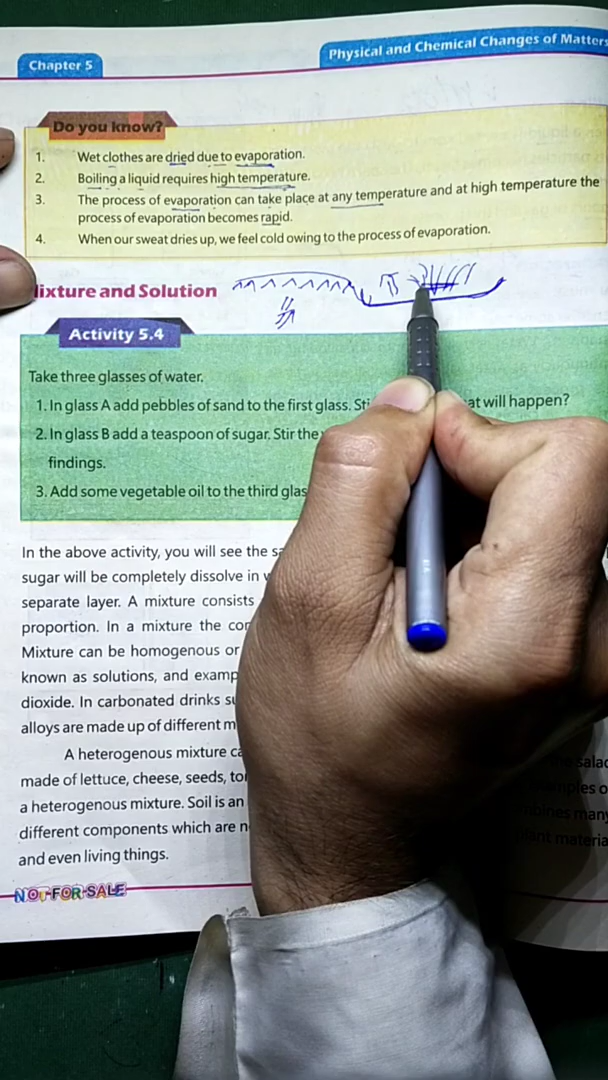 Chapter 5
Physical and Chemical Changes of Matters
Do you know?
1. Wet clothes are dried due to evaporation.
2. Boiling a liquid requires high temperature.
3. The process of evaporation can take place at any temperature and at high temperature the
process of evaporation becomes rapid.
4. When our sweat dries up, we feel cold owing to the process of evaporation.
ixture and Solution
Activity 5.4
Take three glasses of water.
1. In glass A add pebbles of sand to the first glass. at will happen?
2. In glass B add a teaspoon of sugar. Stir the
findings.
3. Add some vegetable oil to the third glas
In the above activity, you will see the
sugar will be completely dissolve in
separate layer. A mixture consists
proportion. In a mixture the
Mixture can be homogenous or
known as solutions, and
dioxide. In carbonated drinks
alloys are made up of different
A heterogenous mixture the salad
made of lettuce, cheese, seeds,
a heterogenous mixture. Soil is an many
different components which are
and even living things.
NOT FOR SALE